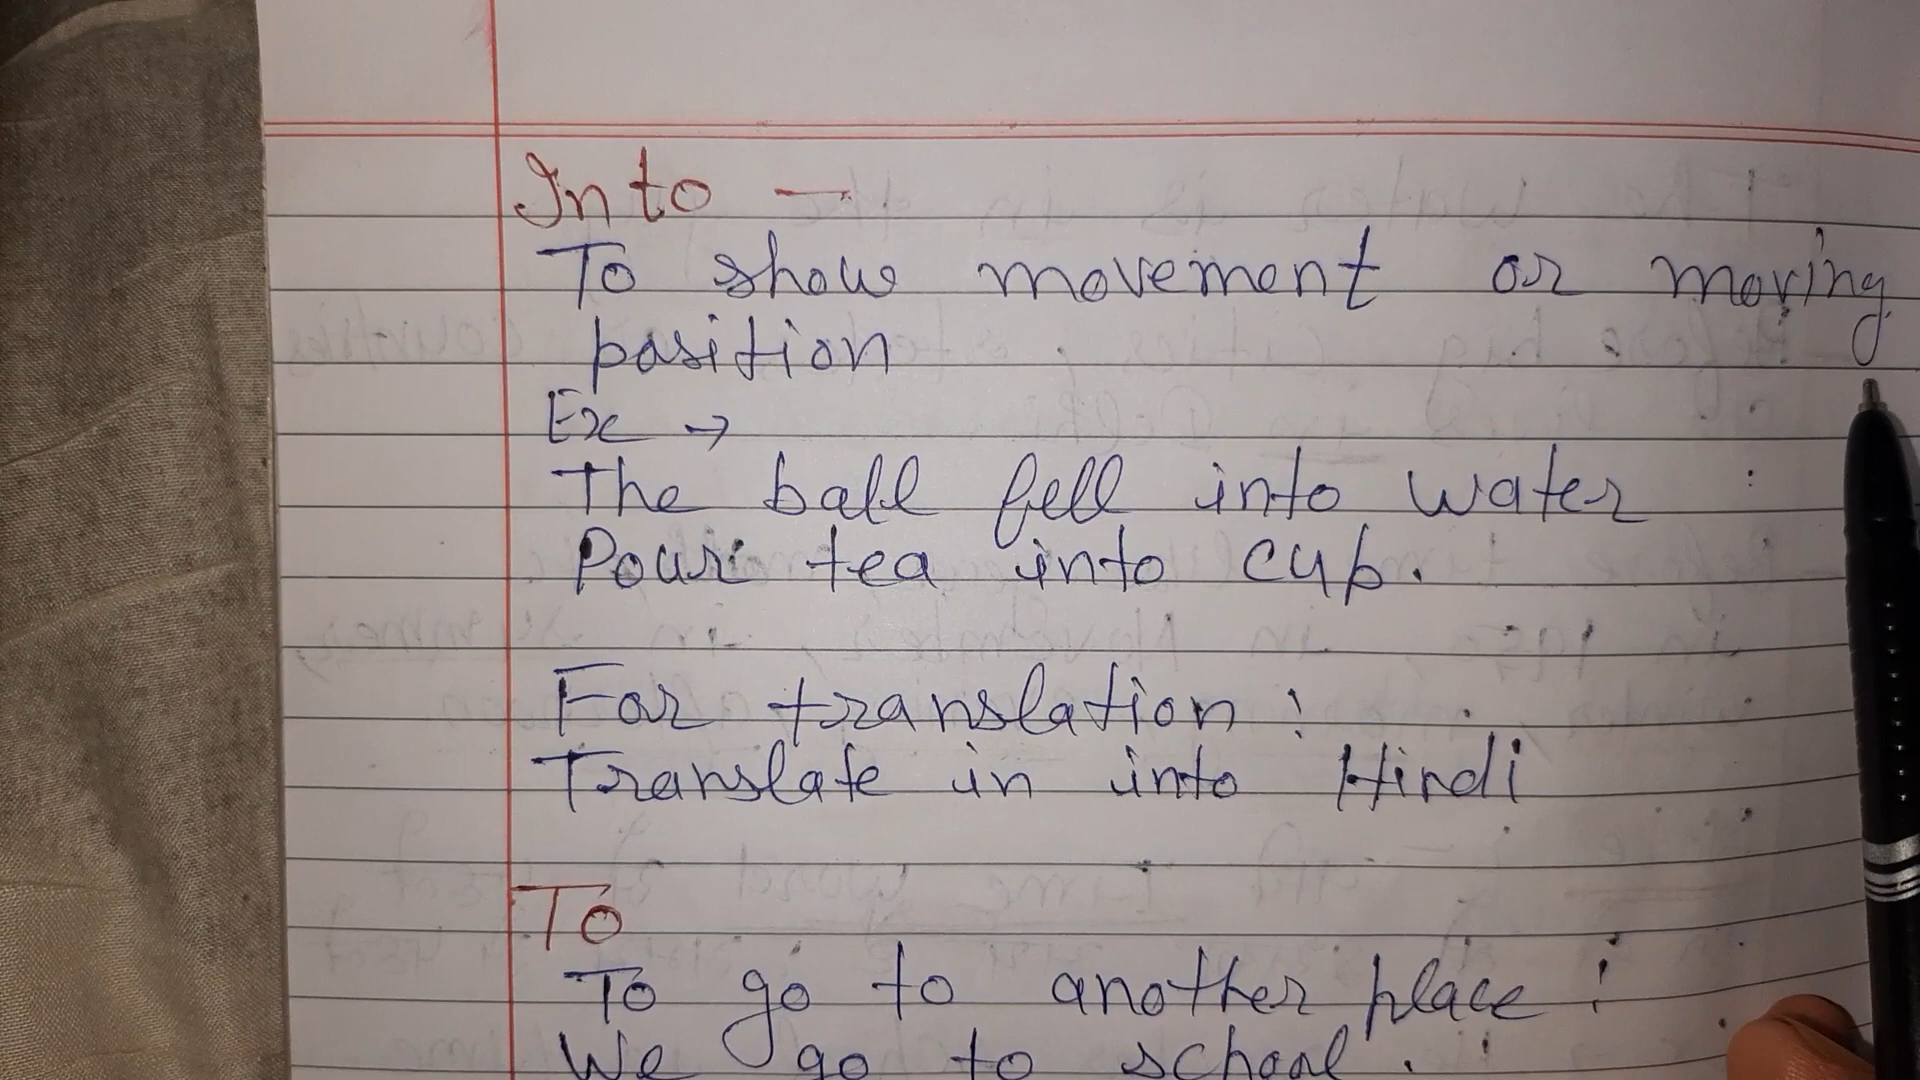 Into —
To show movement or moving
position
Ex →
The ball fell into water
Pour tea into cup.
For translation :
Translate in into Hindi
To
To go to another place :
We go to school.